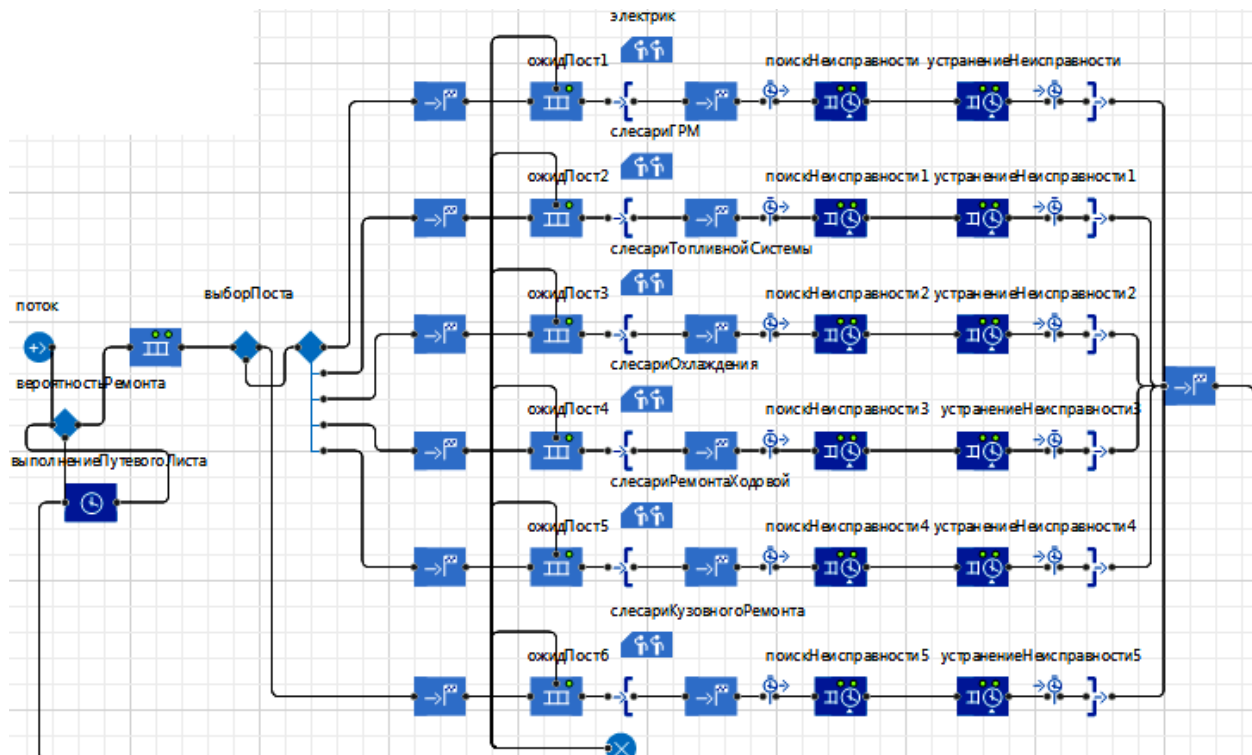 электрик
ожидПост1
поискНеисправности
устранениеНеисправности
слесариГРМ
ожидПост2
поискНеисправности1
устранениеНеисправности1
слесариТопливнойСистемы
поток
выборПоста
ожидПост3
поискНеисправности2
устранениеНеисправности2
вероятностьРемонта
слесариОхлаждения
ожидПост4
поискНеисправности3
устранениеНеисправности3
выполнениеПутевогоЛиста
слесариРемонтаХодовой
ожидПост5
поискНеисправности4
устранениеНеисправности4
слесариКузовногоРемонта
ожидПост6
поискНеисправности5
устранениеНеисправности5